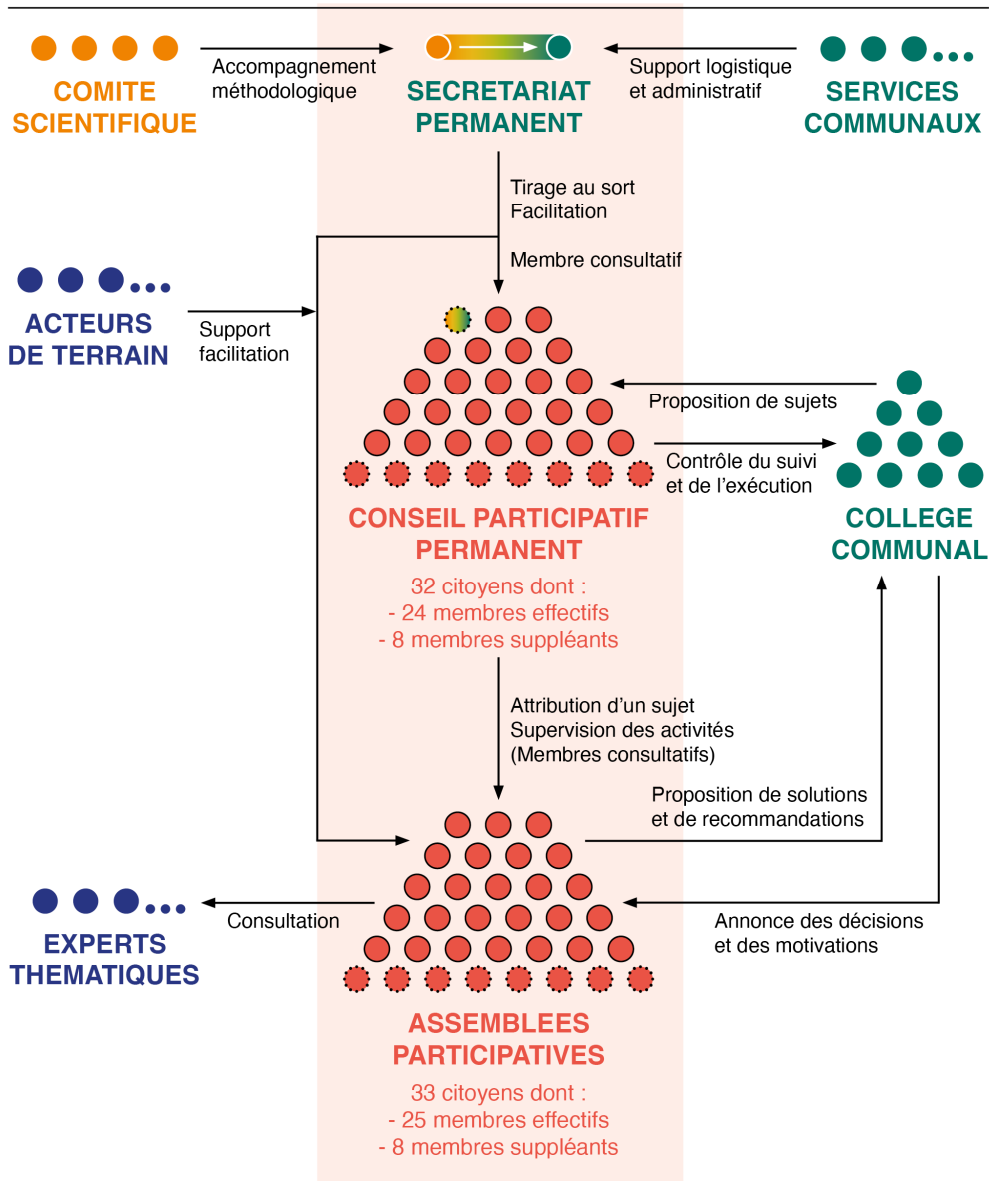 COMITE
SCIENTIFIQUE
Accompagnement
méthodologique
SECRETARIAT
PERMANENT
Support logistique
et administratif
SERVICES
COMMUNAUX
Tirage au sort
Facilitation
Membre consultatif
ACTEURS
DE TERRAIN
Support
facilitation
Proposition de sujets
Contrôle du suivi
et de l’exécution
CONSEIL PARTICIPATIF
PERMANENT
32 citoyens dont :
- 24 membres effectifs
- 8 membres suppléants
COLLEGE
COMMUNAL
Attribution d’un sujet
Supervision des activités
(Membres consultatifs)
Proposition de solutions
et de recommandations
Consultation
EXPERTS
THEMATIQUES
Annonce des décisions
et des motivations
ASSEMBLEES
PARTICIPATIVES
33 citoyens dont :
- 25 membres effectifs
- 8 membres suppléants